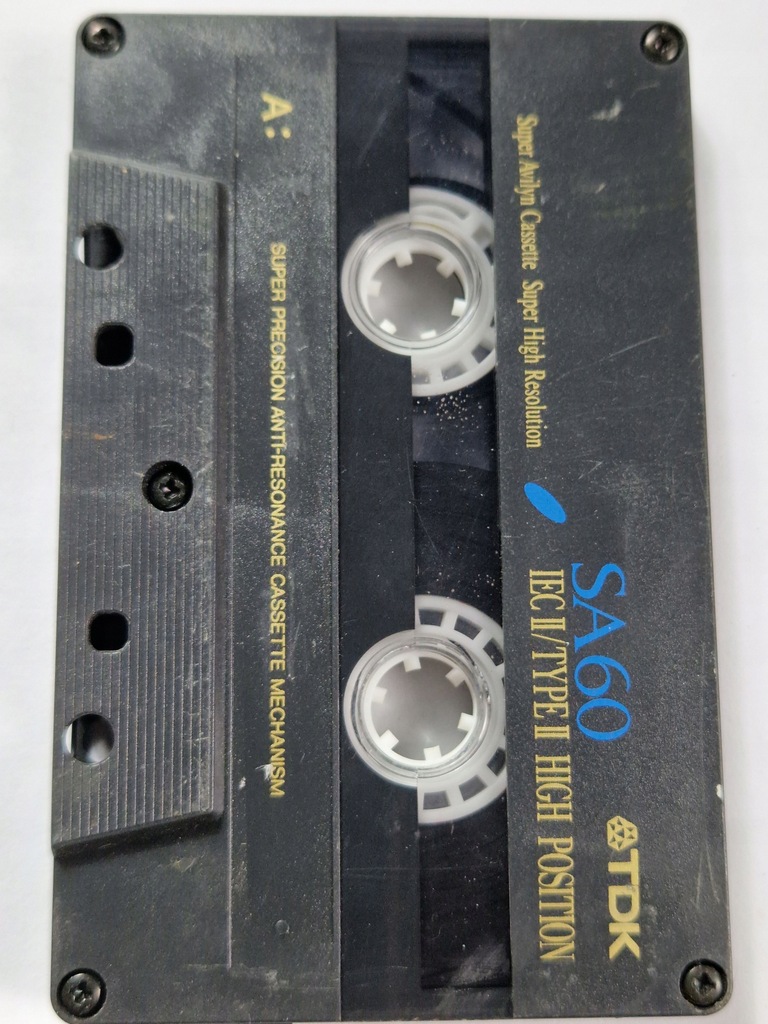 TDK
SA60
IEC II/TYPE II HIGH POSITION
Super Avilyn Cassette Super High Resolution
A:
SUPER PRECISION ANTI-RESONANCE CASSETTE MECHANISM